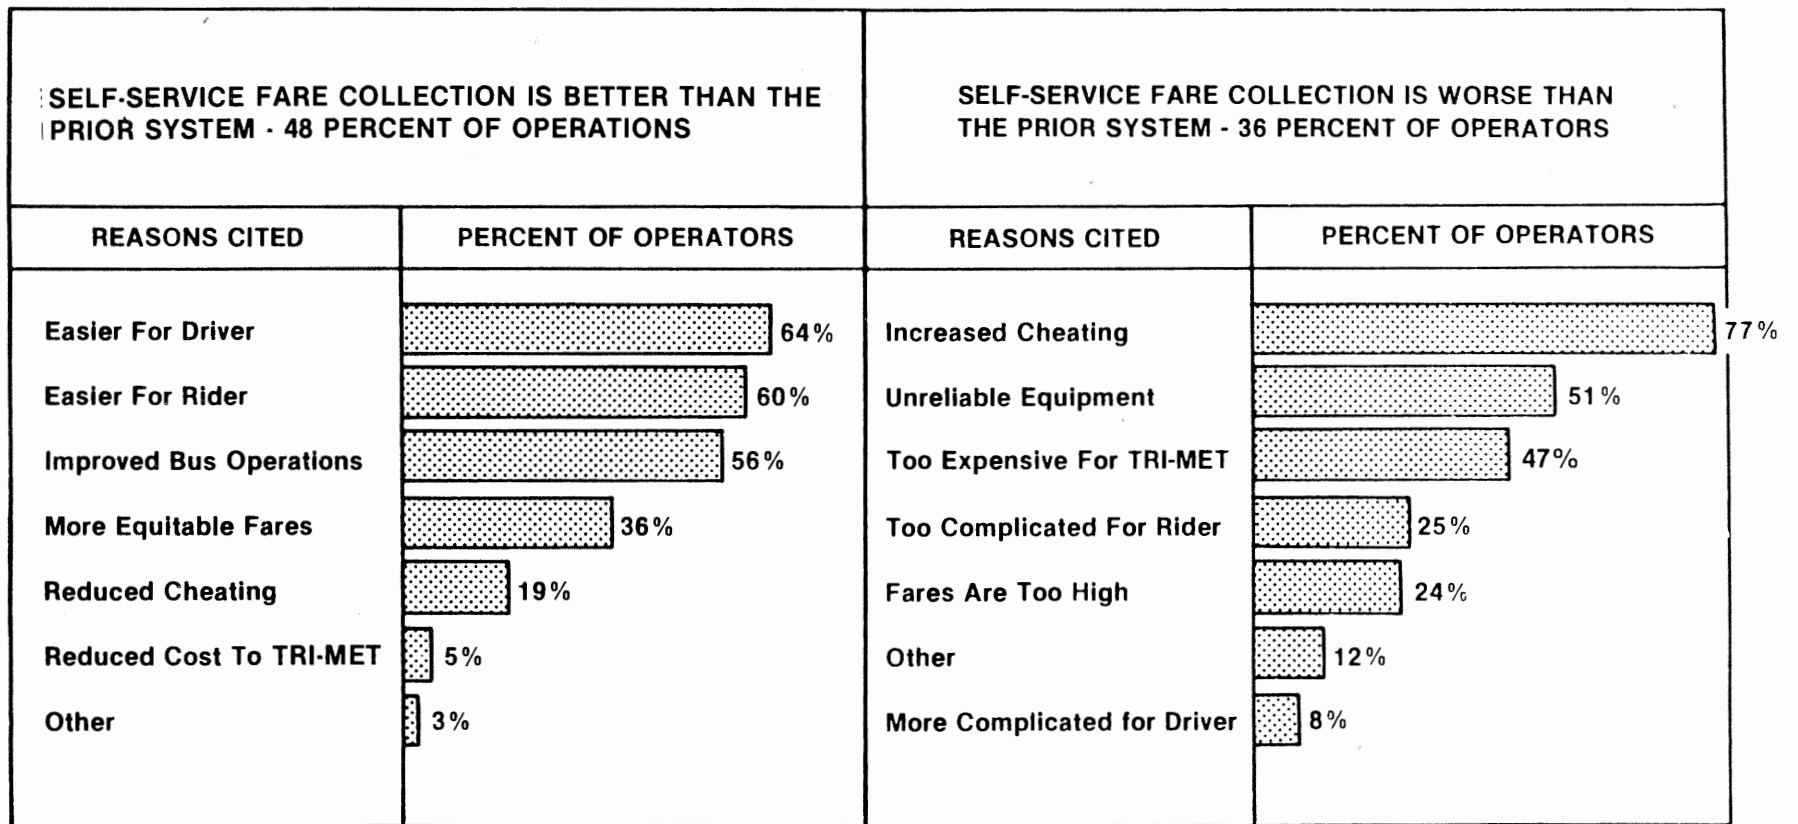 SELF-SERVICE FARE COLLECTION IS BETTER THAN THE
PRIOR SYSTEM - 48 PERCENT OF OPERATIONS
SELF-SERVICE FARE COLLECTION IS WORSE THAN
THE PRIOR SYSTEM - 36 PERCENT OF OPERATORS
REASONS CITED
PERCENT OF OPERATORS
REASONS CITED
PERCENT OF OPERATORS
Easier For Driver 64%
Easier For Rider 60%
Improved Bus Operations 56%
More Equitable Fares 36%
Reduced Cheating 19%
Reduced Cost To TRI-MET 5%
Other 3%
Increased Cheating 77%
Unreliable Equipment 51%
Too Expensive For TRI-MET 47%
Too Complicated For Rider 25%
Fares Are Too High 24%
Other 12%
More Complicated for Driver 8%